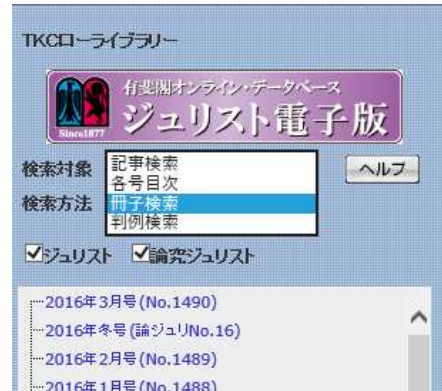 TKCローライブラリー
有斐閣オンライン・データベース
ジュリスト電子版
Since1877
検索対象
記事検索
各号目次
ヘルプ
検索方法
冊子検索
判例検索
ジュリスト
論究ジュリスト
2016年3月号(No.1490)
2016年冬号(論ジュリNo.16)
2016年2月号(No.1489)
2016年1月号(No.1488)